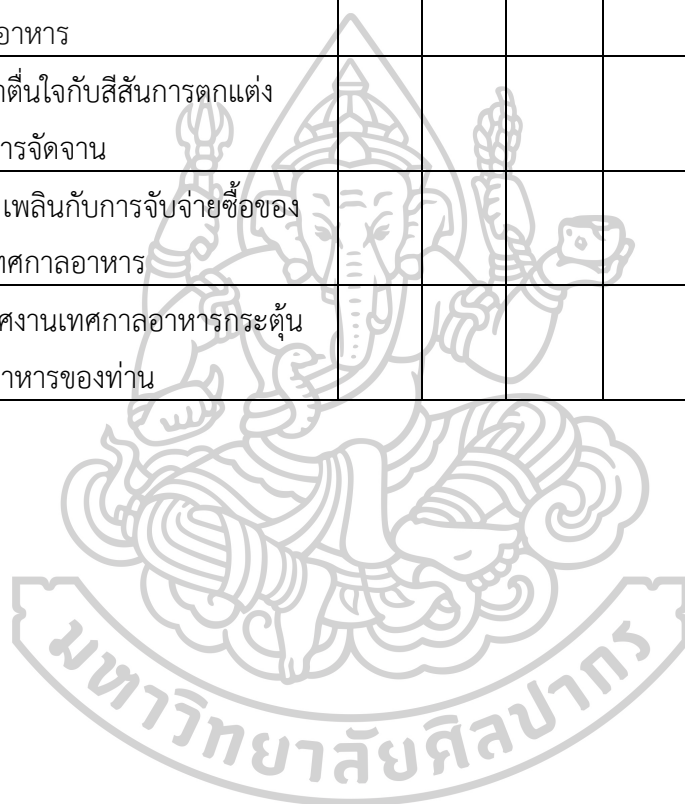 อาหาร
าตื่นใจกับสีสันการตกแต่ง
ารจัดจาน
เพลินกับการจับจ่ายซื้อของ
ทศกาลอาหาร
ศงานเทศกาลอาหารกระตุ้น
าหารของท่าน
มหาวิทยาลัยศิลปากร